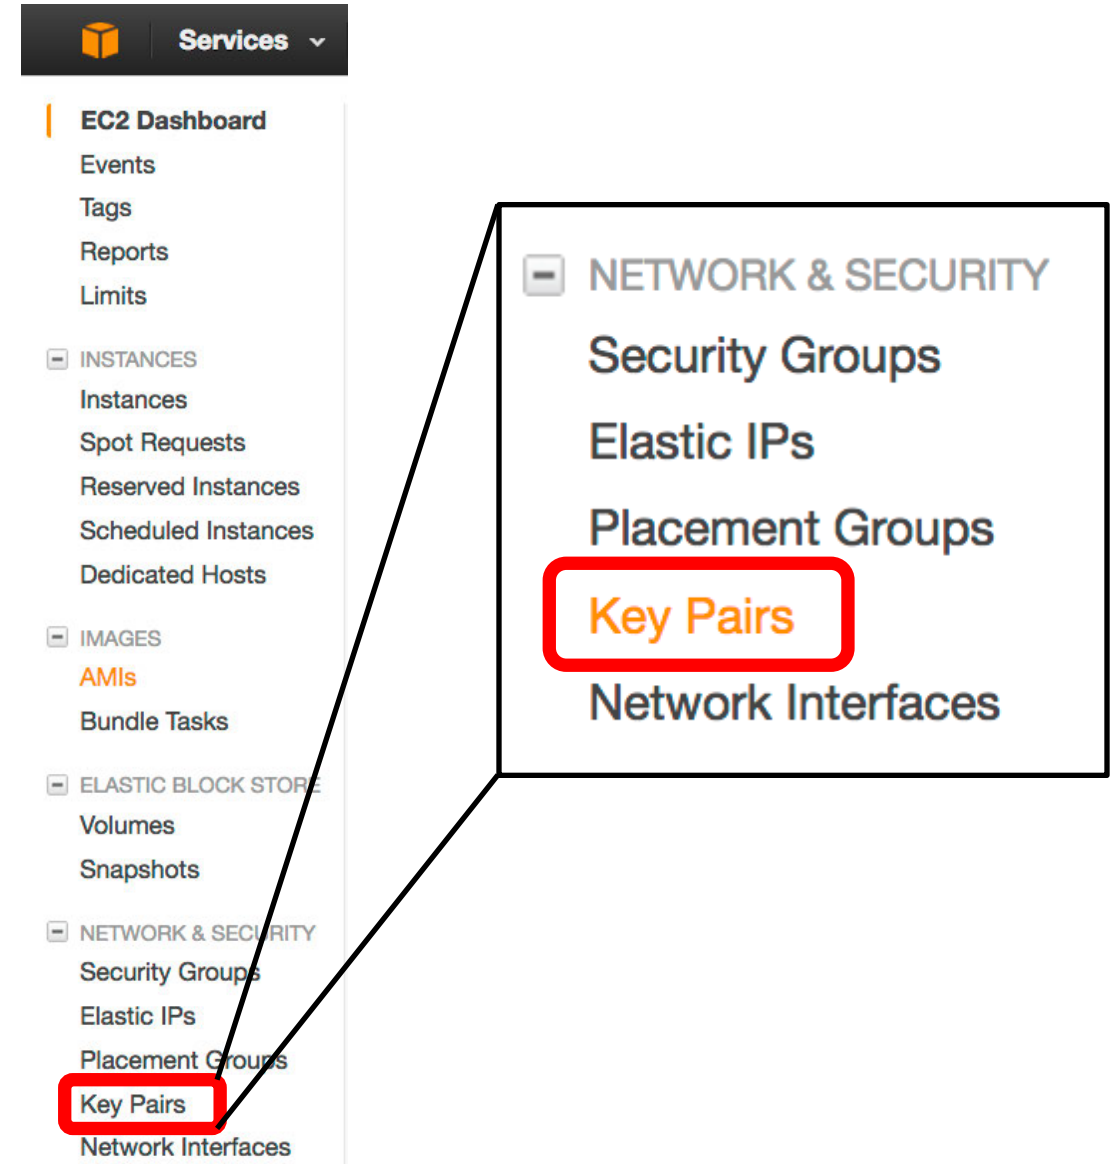 Services
EC2 Dashboard
Events
Tags
Reports
Limits
INSTANCES
Instances
Spot Requests
Reserved Instances
Scheduled Instances
Dedicated Hosts
IMAGES
AMIs
Bundle Tasks
ELASTIC BLOCK STORE
Volumes
Snapshots
NETWORK & SECURITY
Security Groups
Elastic IPs
Placement Groups
Key Pairs
Network Interfaces
NETWORK & SECURITY
Security Groups
Elastic IPs
Placement Groups
Key Pairs
Network Interfaces